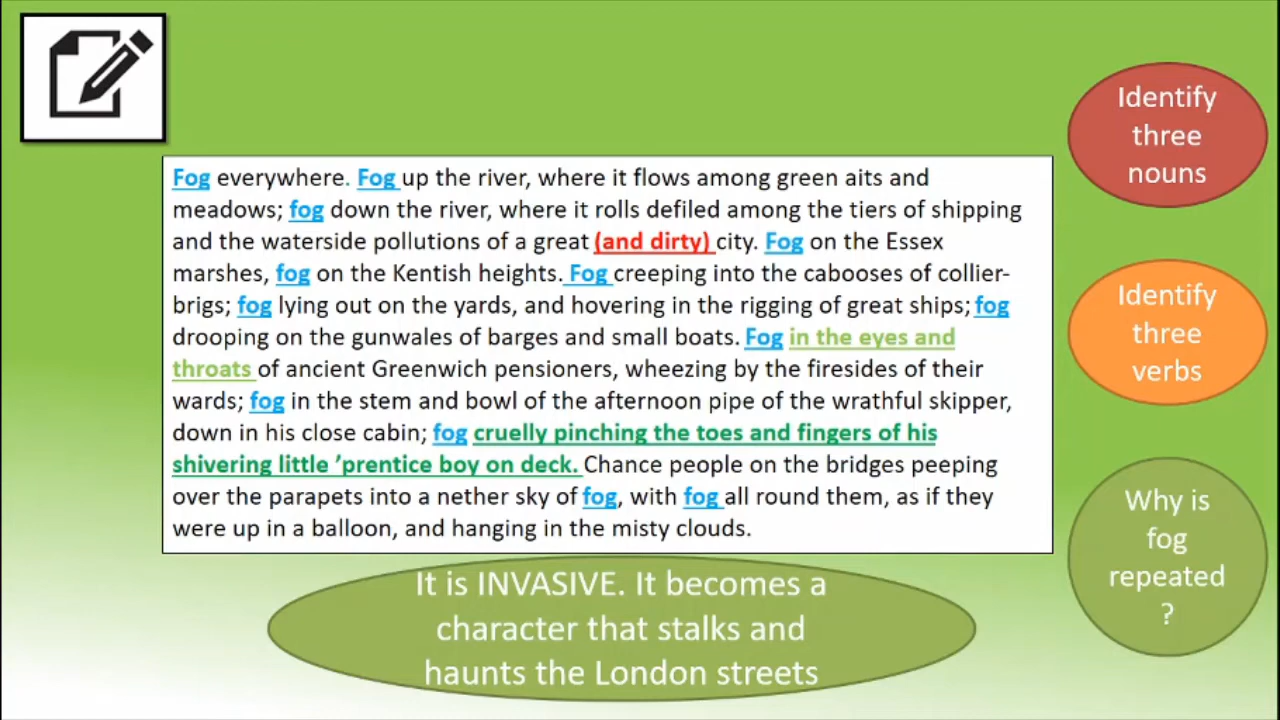 Fog everywhere. Fog up the river, where it flows among green aits and
meadows; fog down the river, where it rolls defiled among the tiers of shipping
and the waterside pollutions of a great (and dirty) city. Fog on the Essex
marshes, fog on the Kentish heights. Fog creeping into the cabooses of collier-
brigs; fog lying out on the yards, and hovering in the rigging of great ships; fog
drooping on the gunwales of barges and small boats. Fog in the eyes and
throats of ancient Greenwich pensioners, wheezing by the firesides of their
wards; fog in the stem and bowl of the afternoon pipe of the wrathful skipper,
down in his close cabin; fog cruelly pinching the toes and fingers of his
shivering little ’prentice boy on deck. Chance people on the bridges peeping
over the parapets into a nether sky of fog, with fog all round them, as if they
were up in a balloon, and hanging in the misty clouds.
It is INVASIVE. It becomes a
character that stalks and
haunts the London streets
Identify
three
nouns
Identify
three
verbs
Why is
fog
repeated
?